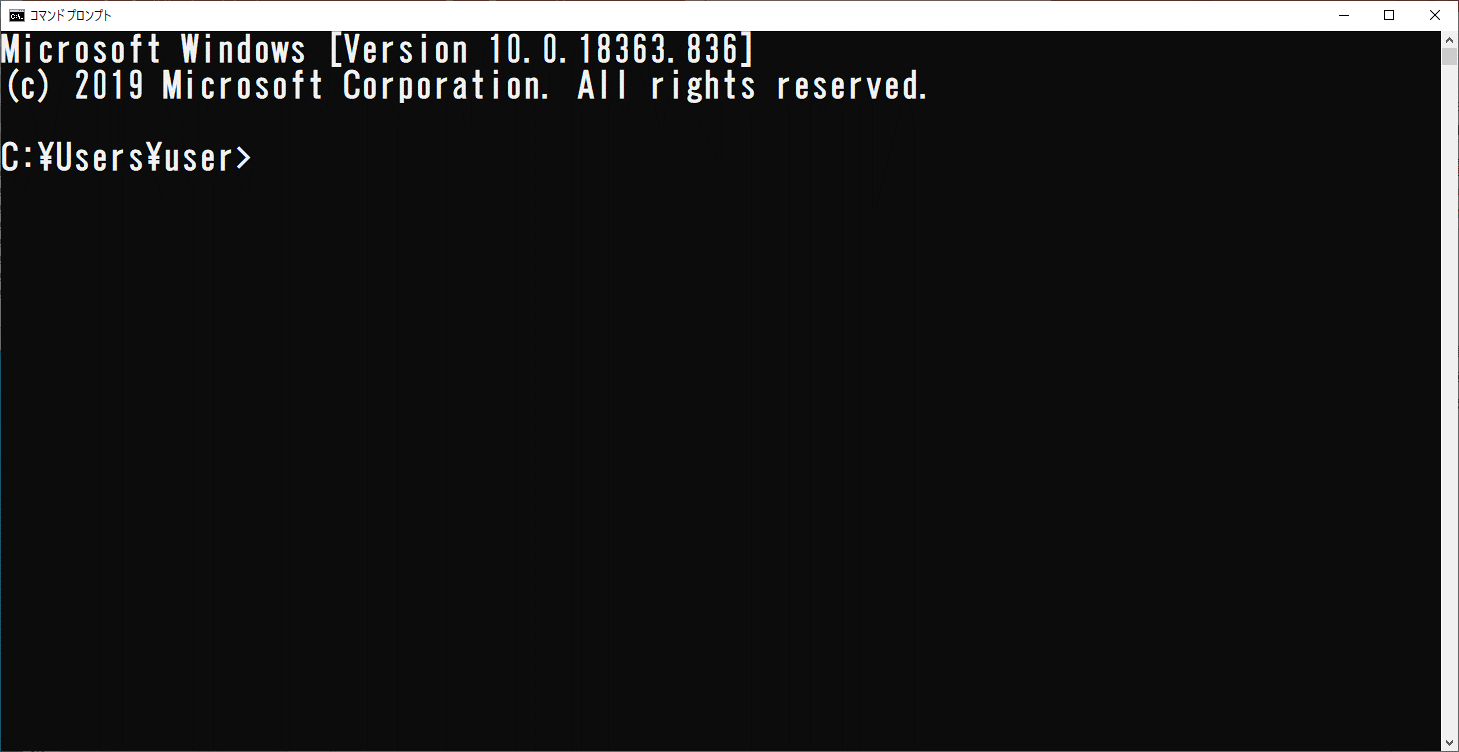 コマンドプロンプト
Microsoft Windows [Version 10.0.18363.836]
(c) 2019 Microsoft Corporation. All rights reserved.
C:¥Users¥user>